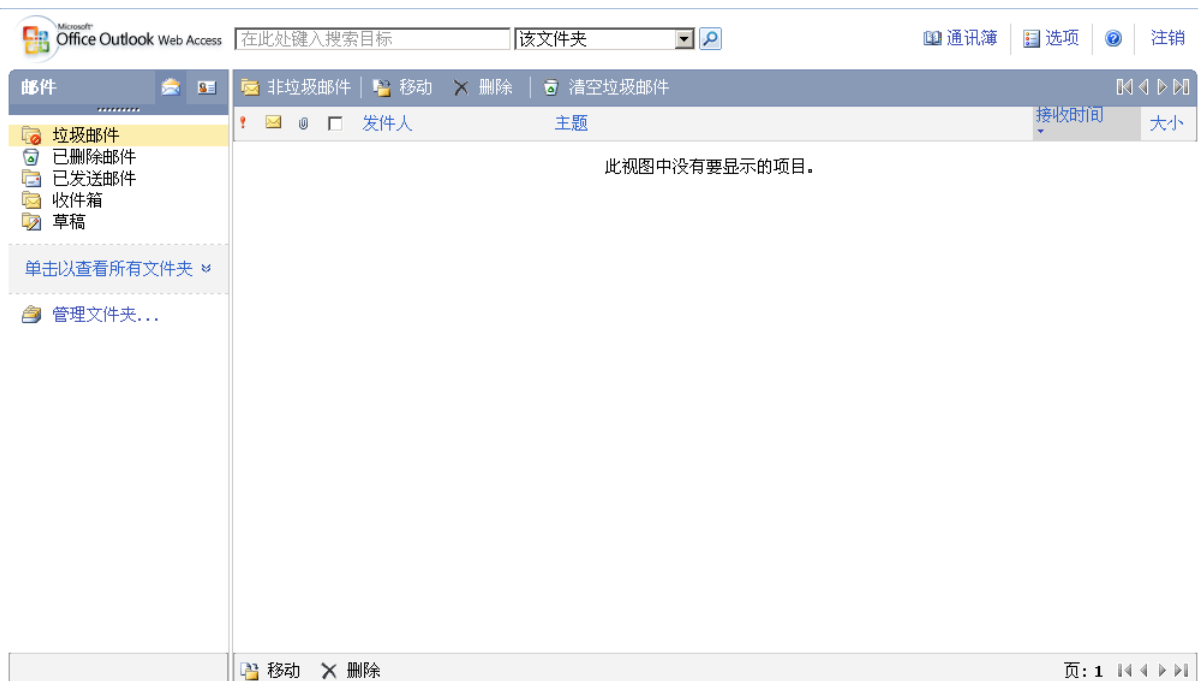 Microsoft
Office Outlook Web Access 在此处键入搜索目标 该文件夹 通讯簿 选项 注销
邮件 非垃圾邮件 移动 删除 清空垃圾邮件
发件人 主题 接收时间 大小
垃圾邮件
已删除邮件
已发送邮件
收件箱
草稿
此视图中没有要显示的项目。
单击以查看所有文件夹
管理文件夹...
移动 删除 页: 1